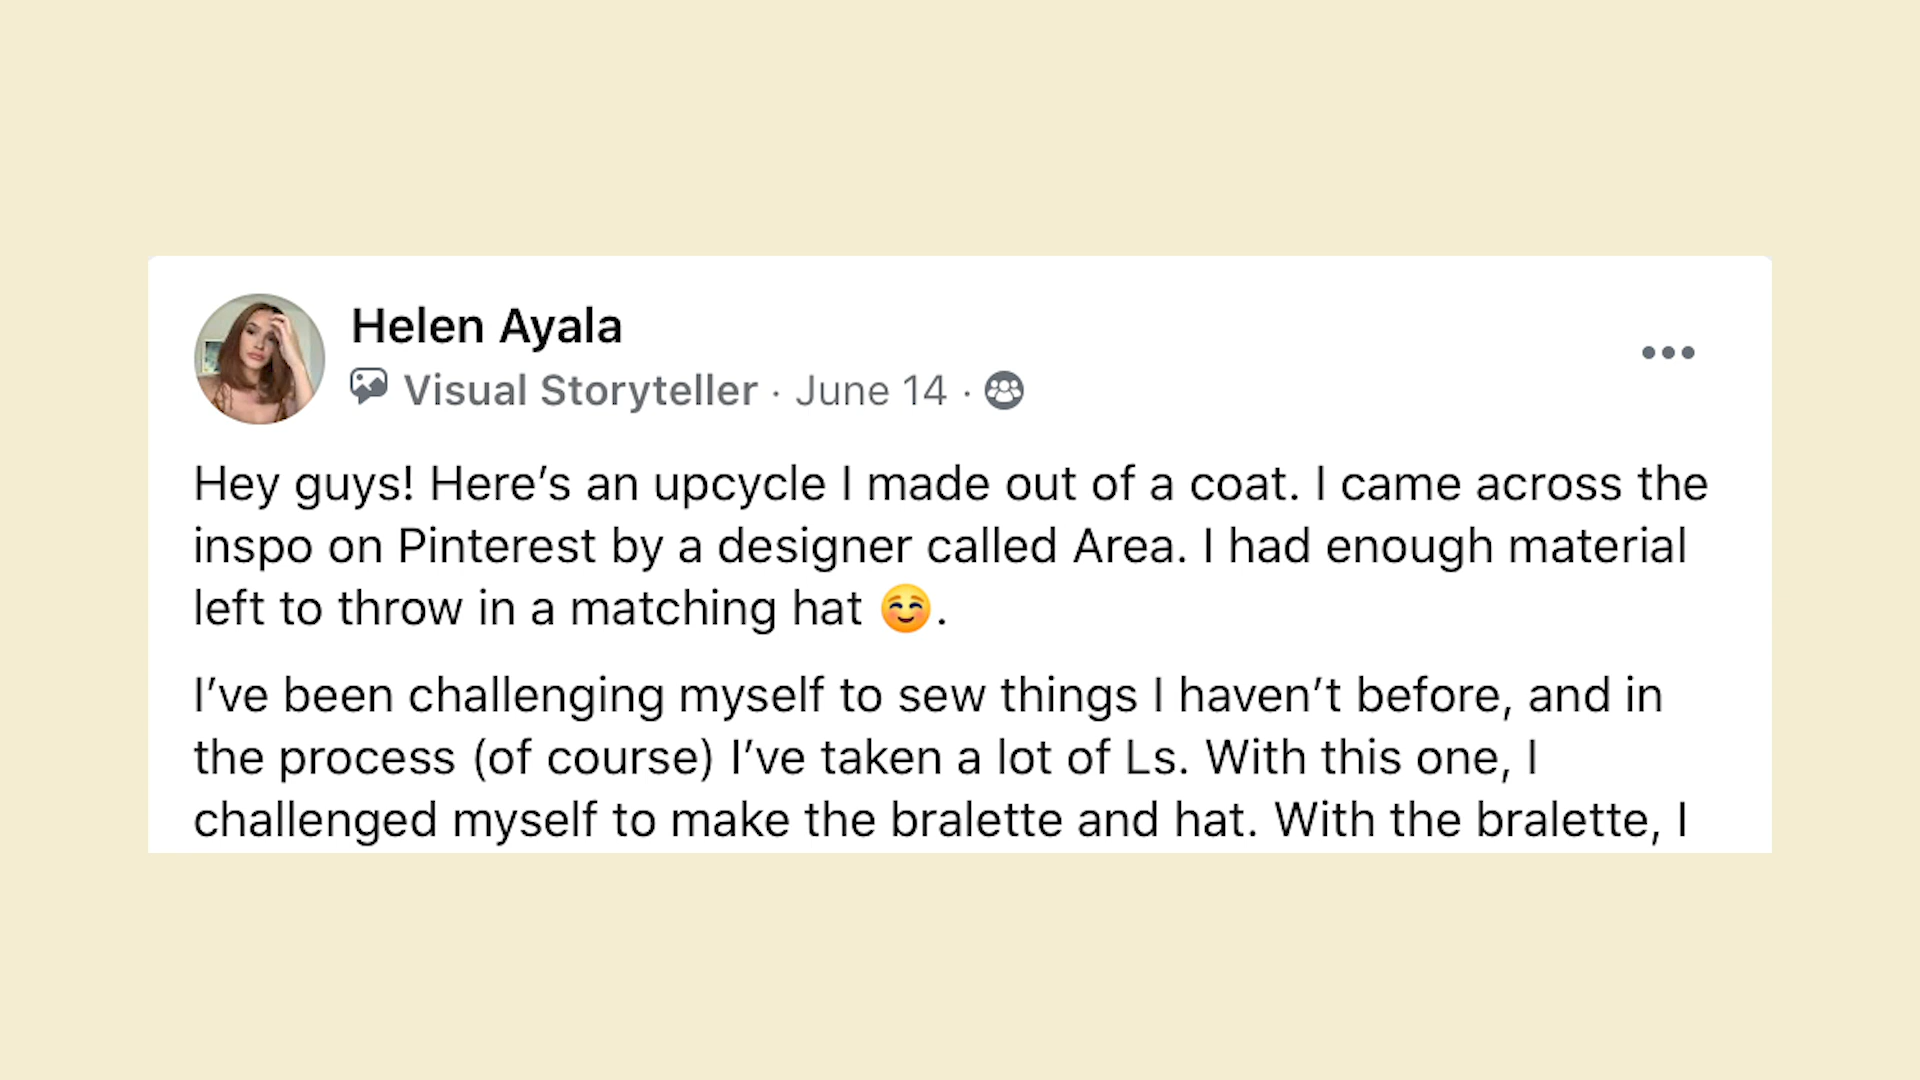 Helen Ayala
Visual Storyteller · June 14 ·
Hey guys! Here’s an upcycle I made out of a coat. I came across the
inspo on Pinterest by a designer called Area. I had enough material
left to throw in a matching hat 😊.
I’ve been challenging myself to sew things I haven’t before, and in
the process (of course) I’ve taken a lot of Ls. With this one, I
challenged myself to make the bralette and hat. With the bralette, I